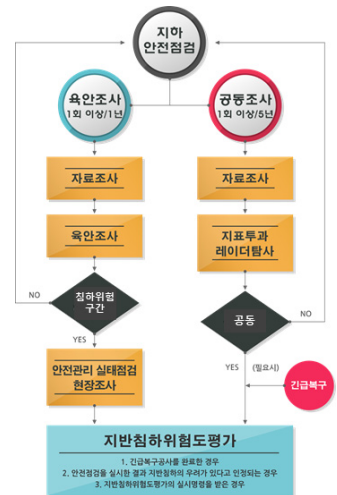 지하
안전점검
육안조사
1회 이상/1년
공동조사
1회 이상/5년
자료조사
자료조사
육안조사
지표투과
레이더탐사
NO
침하위험
구간
공동
NO
YES
YES
(필요시)
긴급복구
안전관리 실태점검
현장조사
지반침하위험도평가
1. 긴급복구공사를 완료한 경우
2. 안전점검을 실시한 결과 지반침하의 우려가 있다고 인정되는 경우
3. 지반침하위험도평가의 실시명령을 받은 경우